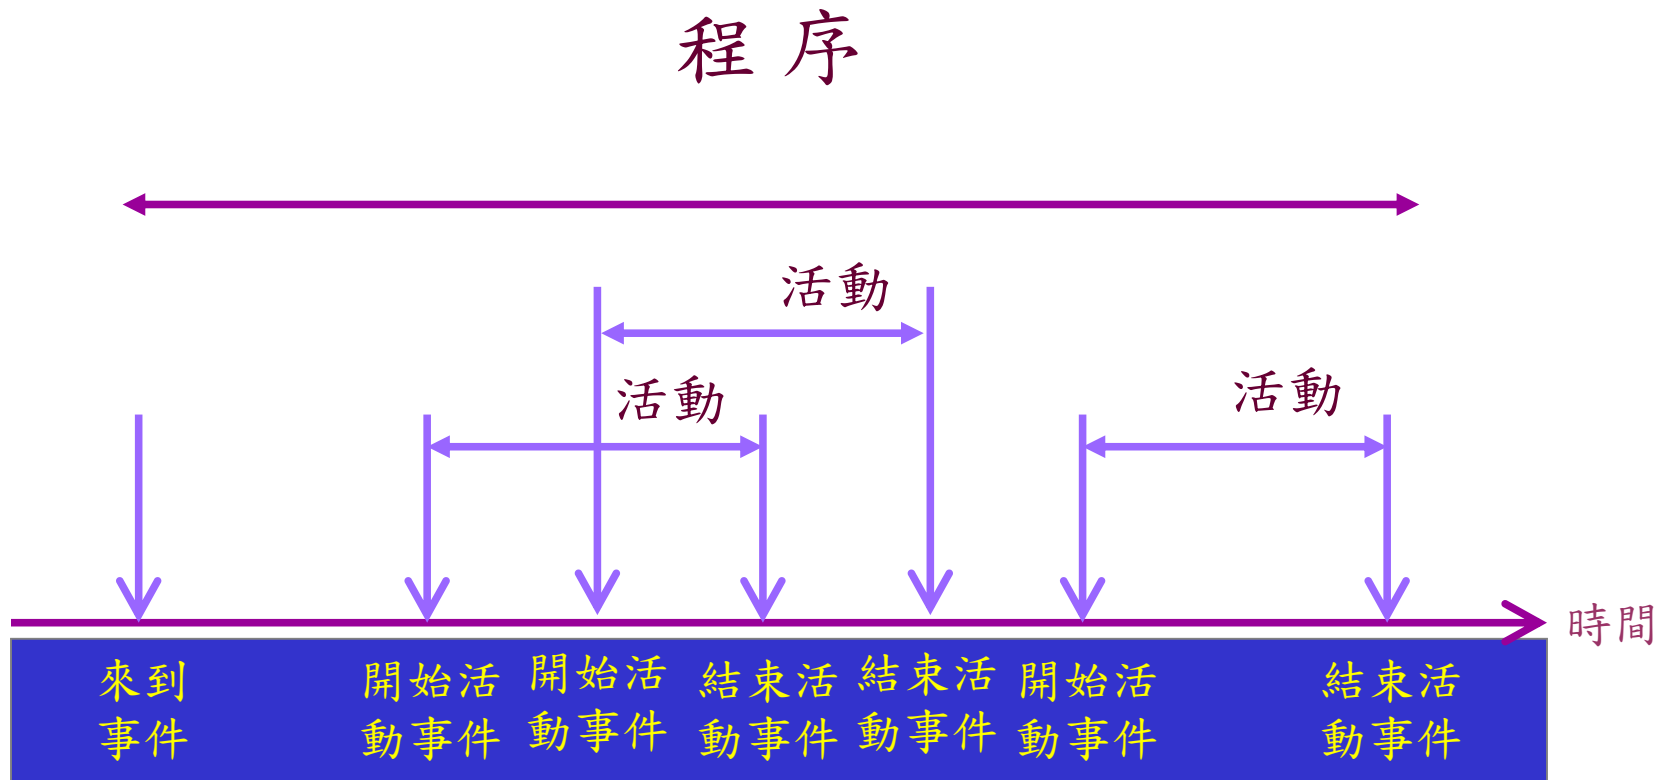 程序
活動
活動
活動
時間
來到
事件
開始活
動事件
開始活
動事件
結束活
動事件
結束活
動事件
開始活
動事件
結束活
動事件